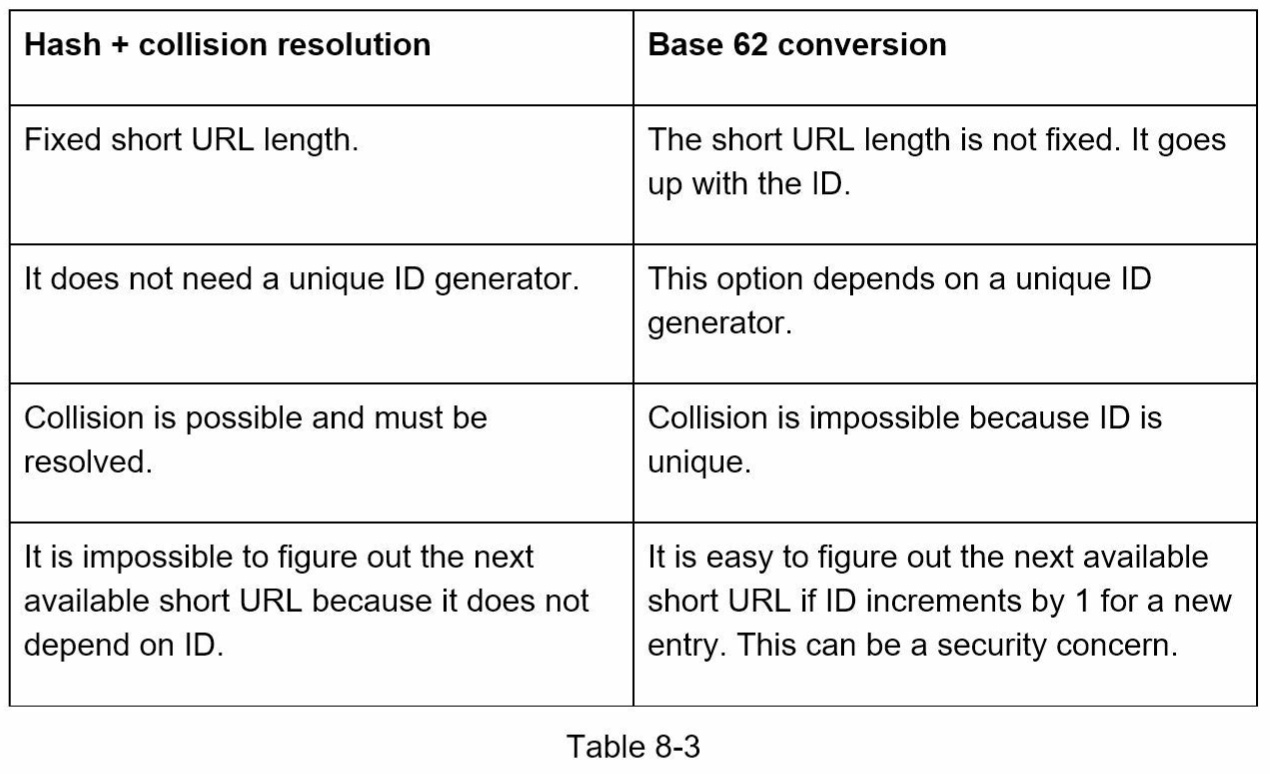 Hash + collision resolution
Base 62 conversion
Fixed short URL length.
The short URL length is not fixed. It goes
up with the ID.
It does not need a unique ID generator.
This option depends on a unique ID
generator.
Collision is possible and must be
resolved.
Collision is impossible because ID is
unique.
It is impossible to figure out the next
available short URL because it does not
depend on ID.
It is easy to figure out the next available
short URL if ID increments by 1 for a new
entry. This can be a security concern.
Table 8-3